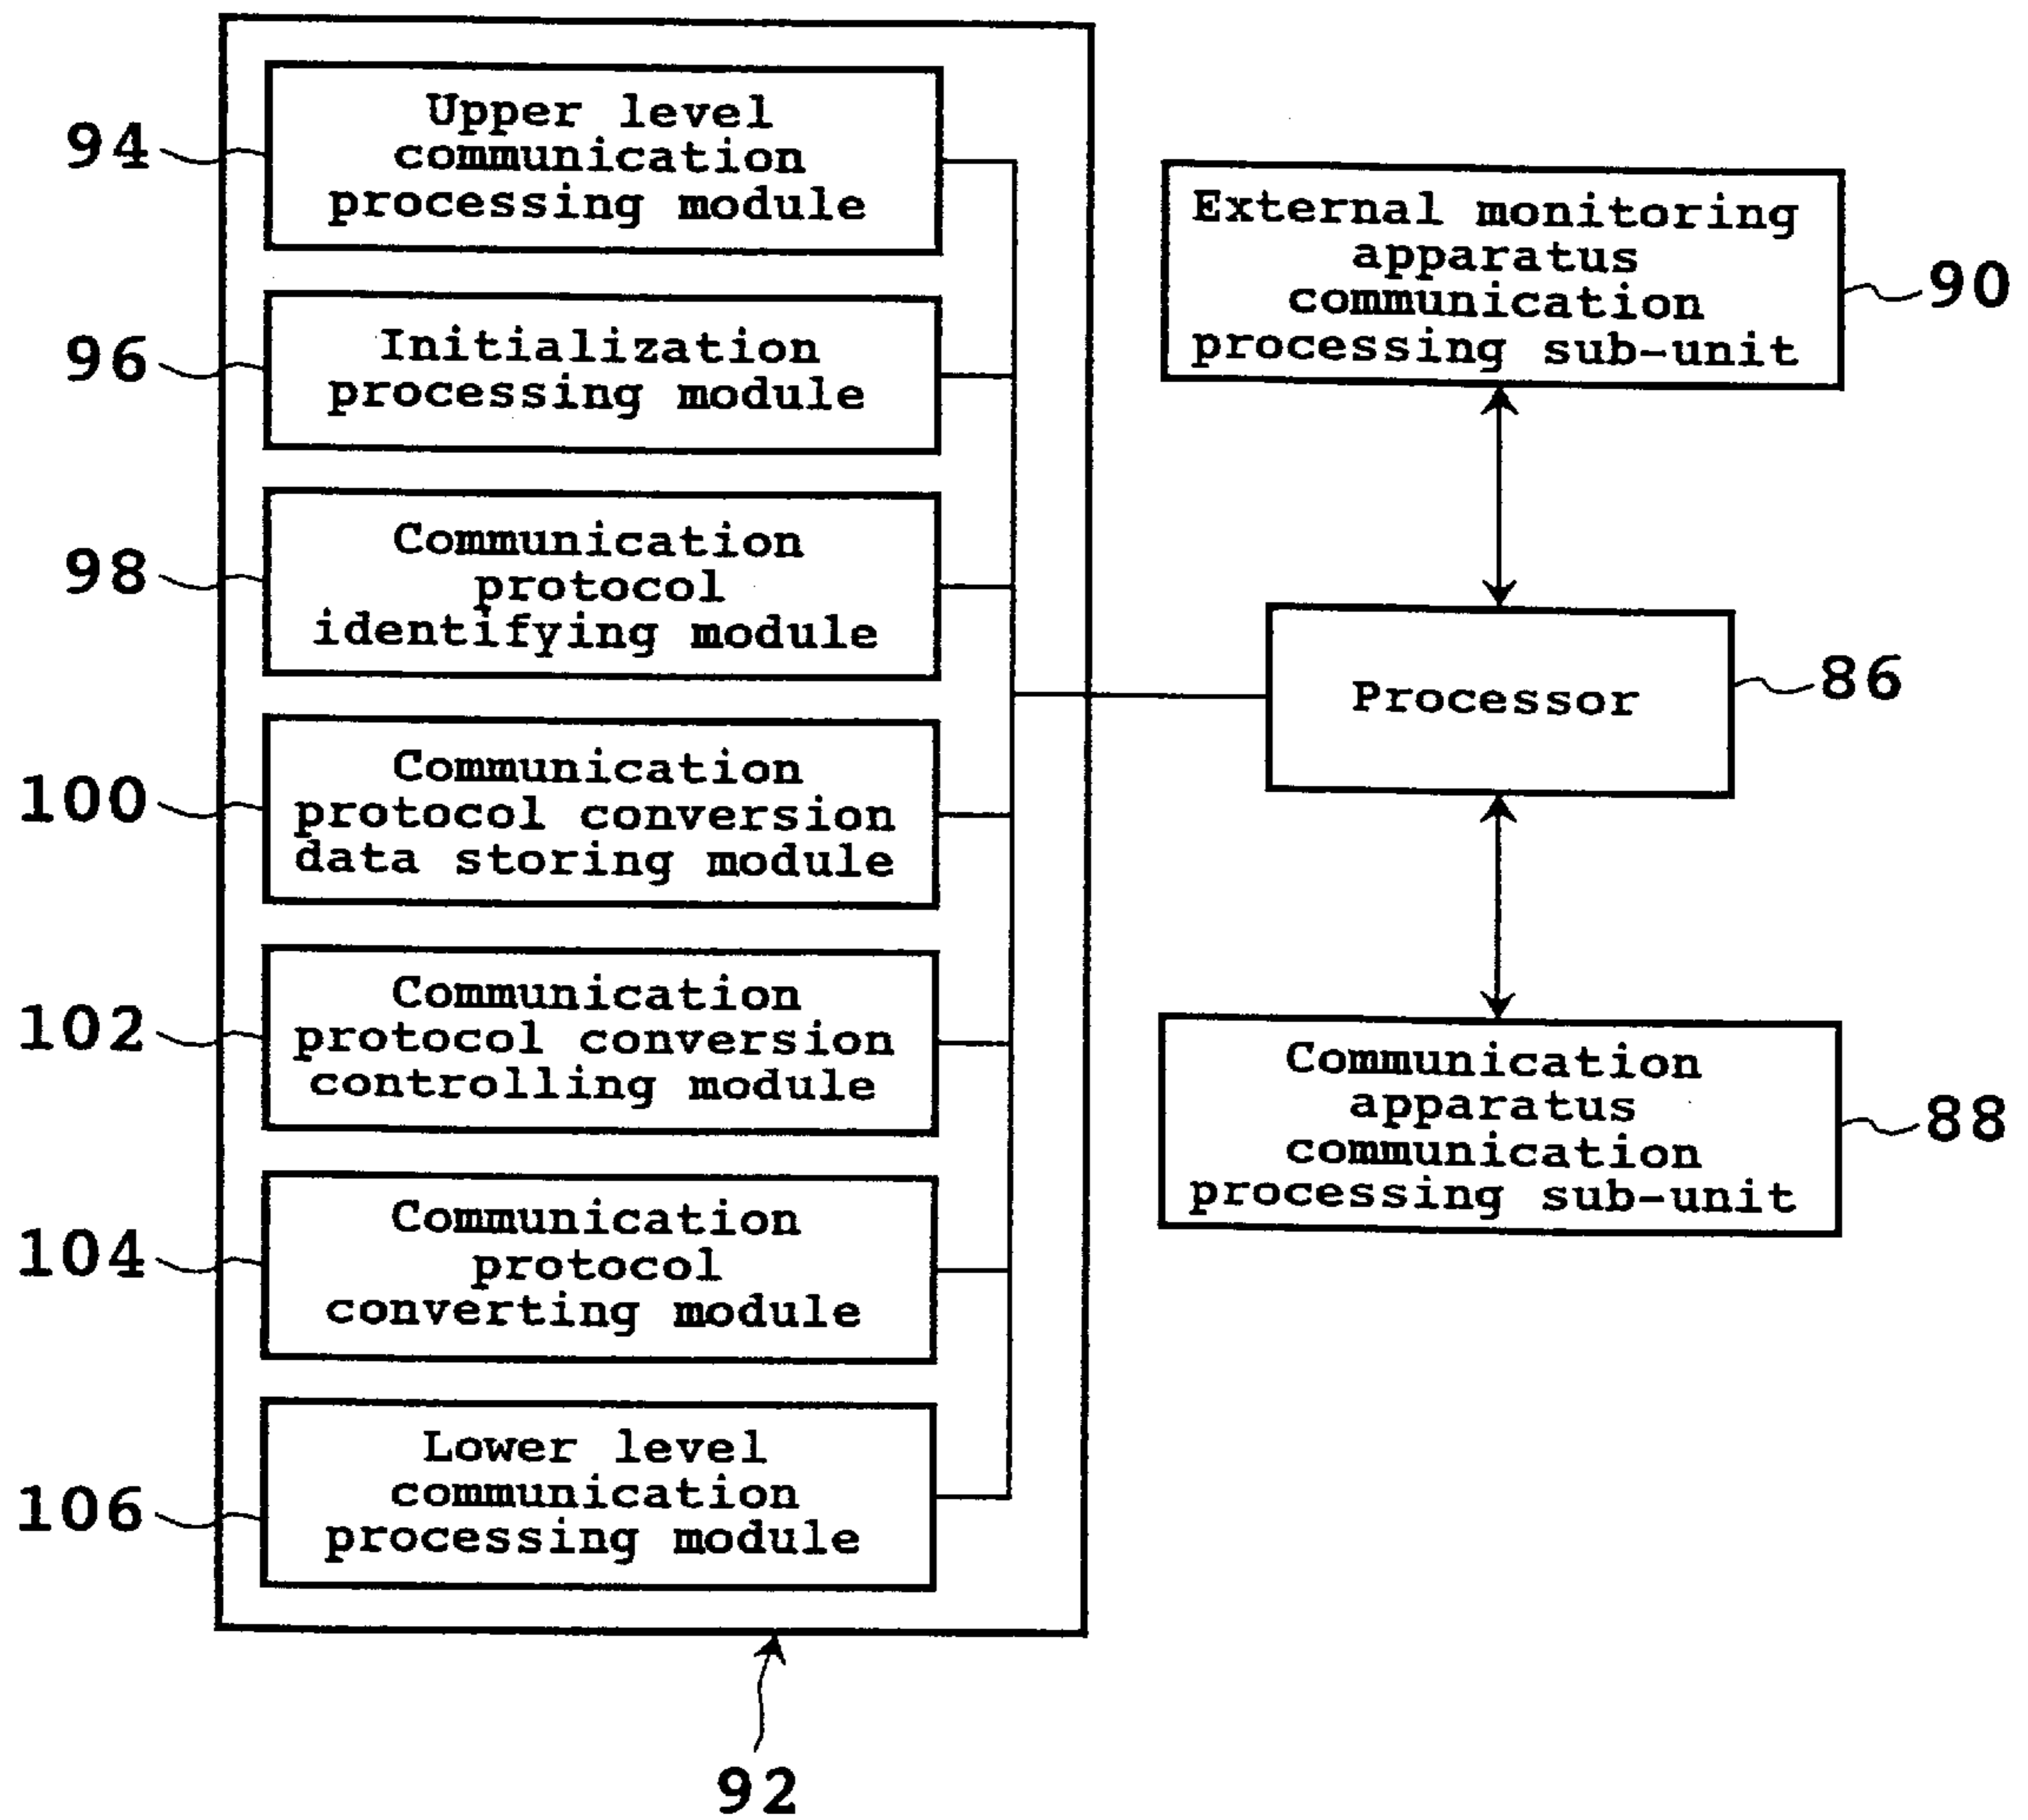 94
Upper level
communication
processing module
96
Initialization
processing module
98
Communication
protocol
identifying module
100
Communication
protocol conversion
data storing module
102
Communication
protocol conversion
controlling module
104
Communication
protocol
converting module
106
Lower level
communication
processing module
92
External monitoring
apparatus
communication
processing sub-unit
90
Processor
86
Communication
apparatus
communication
processing sub-unit
88